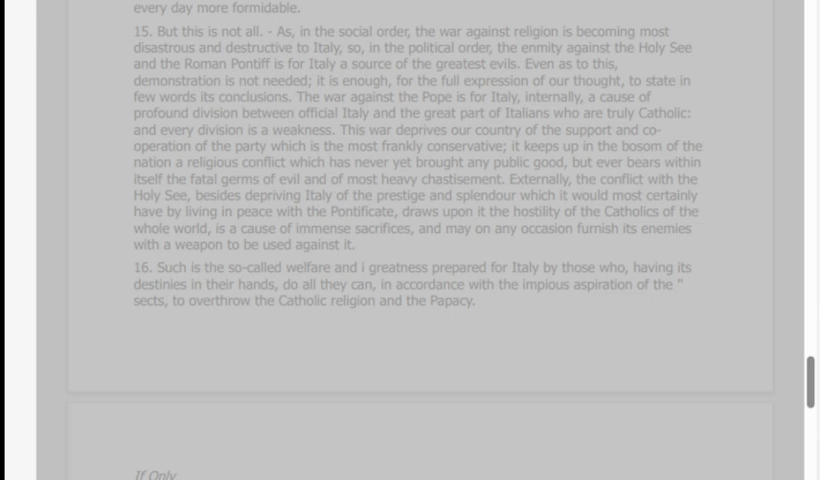 every day more formidable.
15. But this is not all. - As, in the social order, the war against religion is becoming most
disastrous and destructive to Italy, so, in the political order, the enmity against the Holy See
and the Roman Pontiff is for Italy a source of the greatest evils. Even as to this,
demonstration is not needed; it is enough, for the full expression of our thought, to state in
few words its conclusions. The war against the Pope is for Italy, internally, a cause of
profound division between official Italy and the great part of Italians who are truly Catholic:
and every division is a weakness. This war deprives our country of the support and co-
operation of the party which is the most frankly conservative; it keeps up in the bosom of the
nation a religious conflict which has never yet brought any public good, but ever bears within
itself the fatal germs of evil and of most heavy chastisement. Externally, the conflict with the
Holy See, besides depriving Italy of the prestige and splendour which it would most certainly
have by living in peace with the Pontificate, draws upon it the hostility of the Catholics of the
whole world, is a cause of immense sacrifices, and may on any occasion furnish its enemies
with a weapon to be used against it.
16. Such is the so-called welfare and i greatness prepared for Italy by those who, having its
destinies in their hands, do all they can, in accordance with the impious aspiration of the "
sects, to overthrow the Catholic religion and the Papacy.
If Only